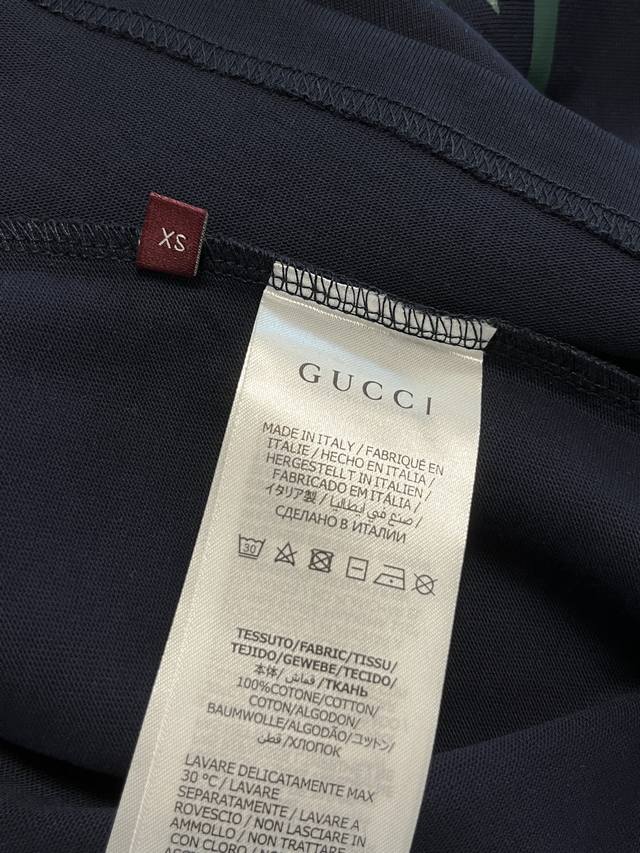 XS
GUCCI
MADE IN ITALY / FABRIQUÉ EN
ITALIE / HECHO EN ITALIA /
HERGESTELLT IN ITALIEN /
FABRICADO EM ITÁLIA /
イタリア製 / صنع في ايطاليا /
СДЕЛАНО В ИТАЛИИ
30
TESSUTO/FABRIC/TISSU/
TEJIDO/GEWEBE/TECIDO/
本体/ قماش /ТКАНЬ
100%COTONE/COTTON/
COTON/ALGODON/
BAUMWOLLE/ALGODÃO/コットン/
قطن /ХЛОПОК
LAVARE DELICATAMENTE MAX
30 °C / LAVARE
SEPARATAMENTE / LAVARE A
ROVESCIO / NON LASCIARE IN
AMMOLLO / NON TRATTARE
CON CLORO / NON